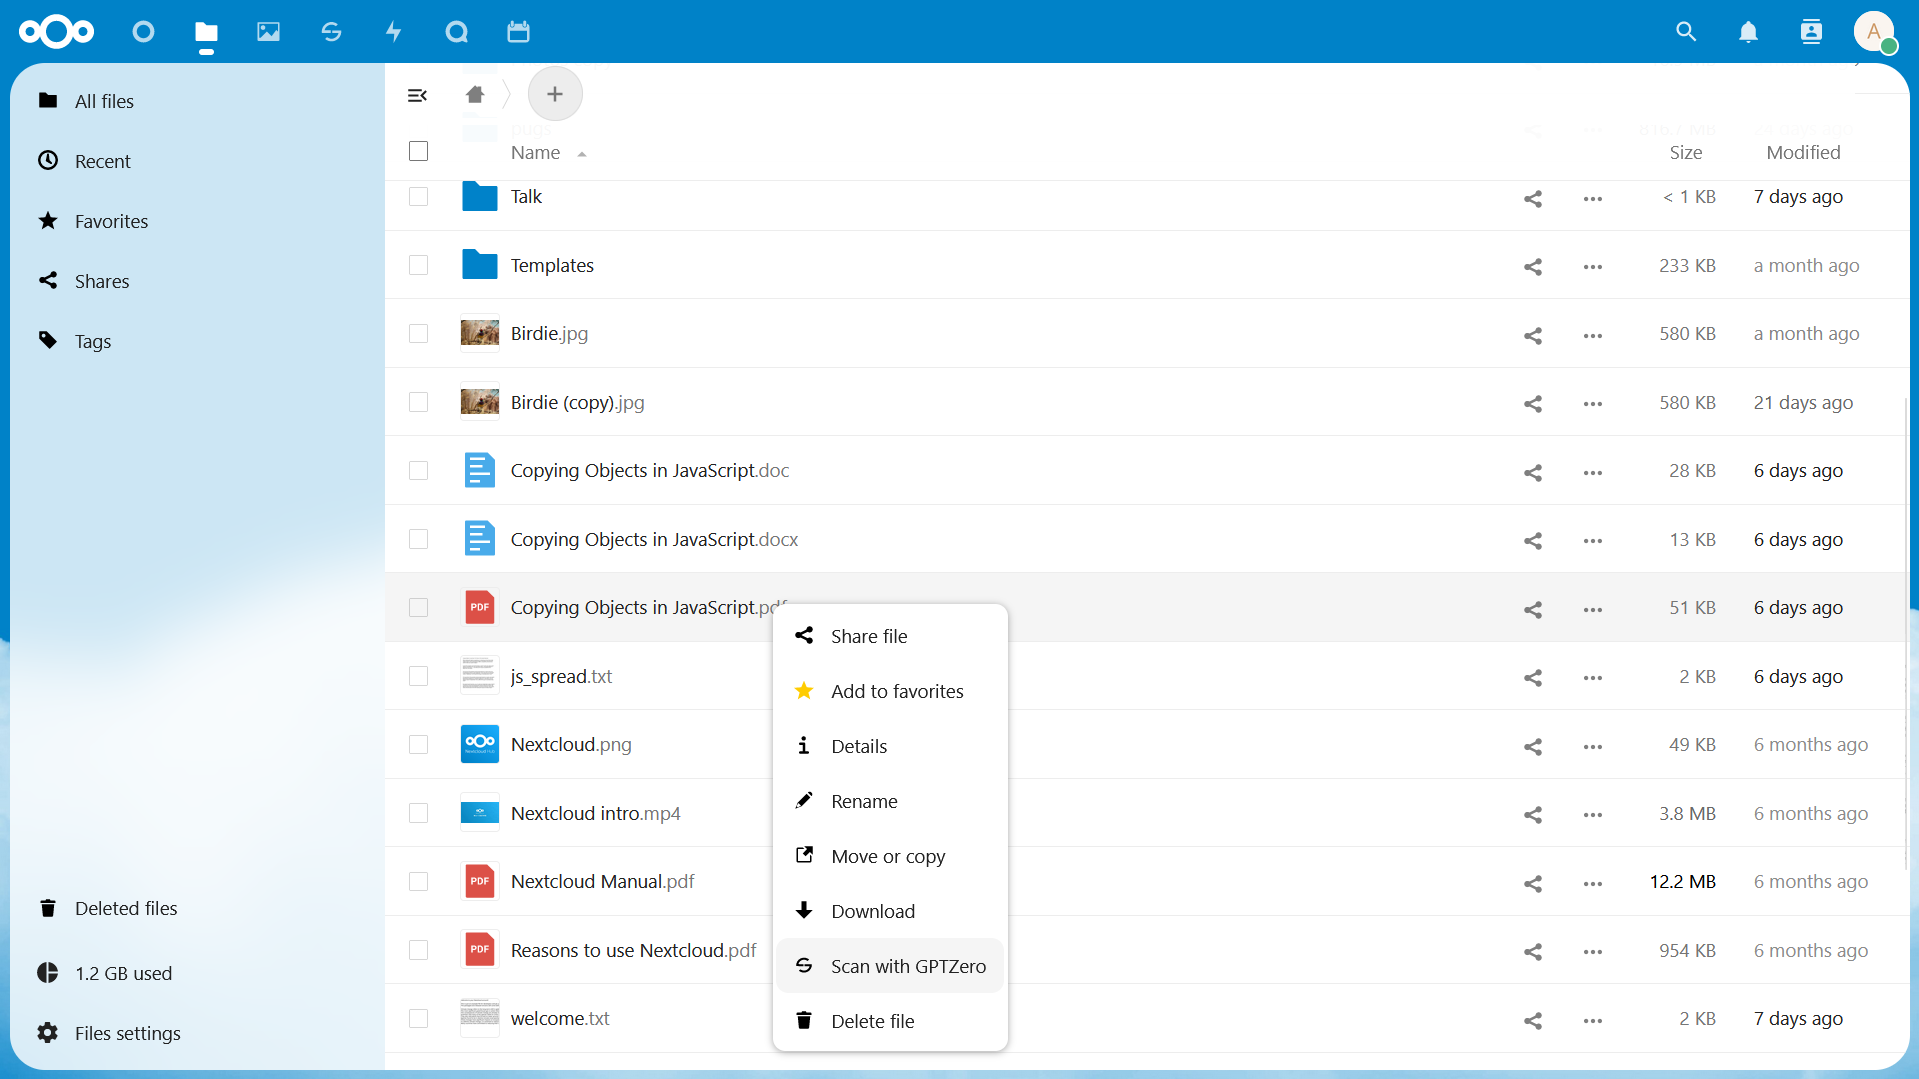 A
All files
Recent
Favorites
Shares
Tags
Deleted files
1.2 GB used
Files settings
pugs 816.7 MB
Name Size Modified
Talk < 1 KB 7 days ago
Templates 233 KB a month ago
Birdie.jpg 580 KB a month ago
Birdie (copy).jpg 580 KB 21 days ago
Copying Objects in JavaScript.doc 28 KB 6 days ago
Copying Objects in JavaScript.docx 13 KB 6 days ago
PDF Copying Objects in JavaScript.pdf 51 KB 6 days ago
js_spread.txt 2 KB 6 days ago
Nextcloud.png 49 KB 6 months ago
Nextcloud intro.mp4 3.8 MB 6 months ago
PDF Nextcloud Manual.pdf 12.2 MB 6 months ago
PDF Reasons to use Nextcloud.pdf 954 KB 6 months ago
welcome.txt 2 KB 7 days ago
Share file
Add to favorites
Details
Rename
Move or copy
Download
Scan with GPTZero
Delete file